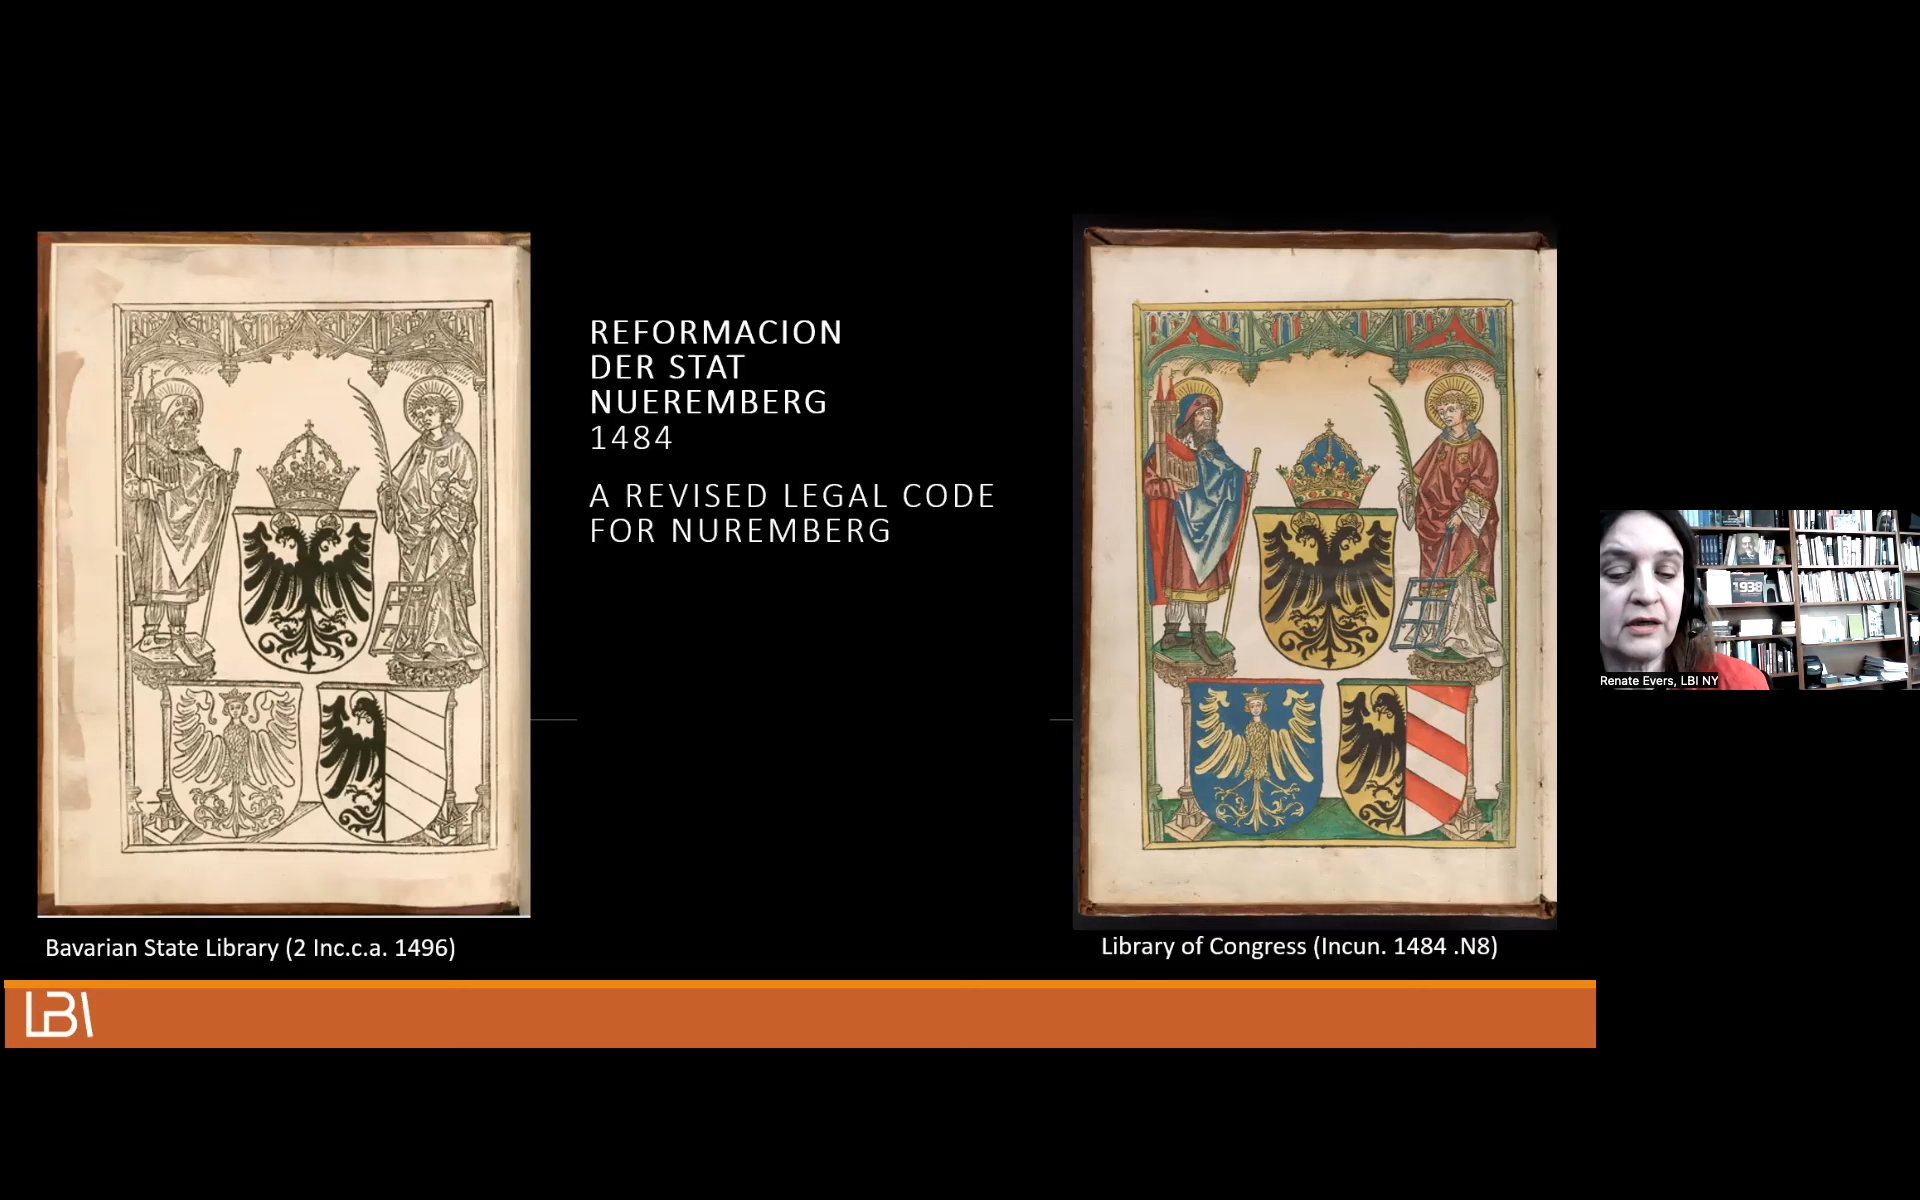 REFORMACION
DER STAT
NUEREMBERG
1484
A REVISED LEGAL CODE
FOR NUREMBERG
Bavarian State Library (2 Inc.c.a. 1496)
Library of Congress (Incun. 1484 .N8)
LBI
1938
Renate Evers, LBI NY